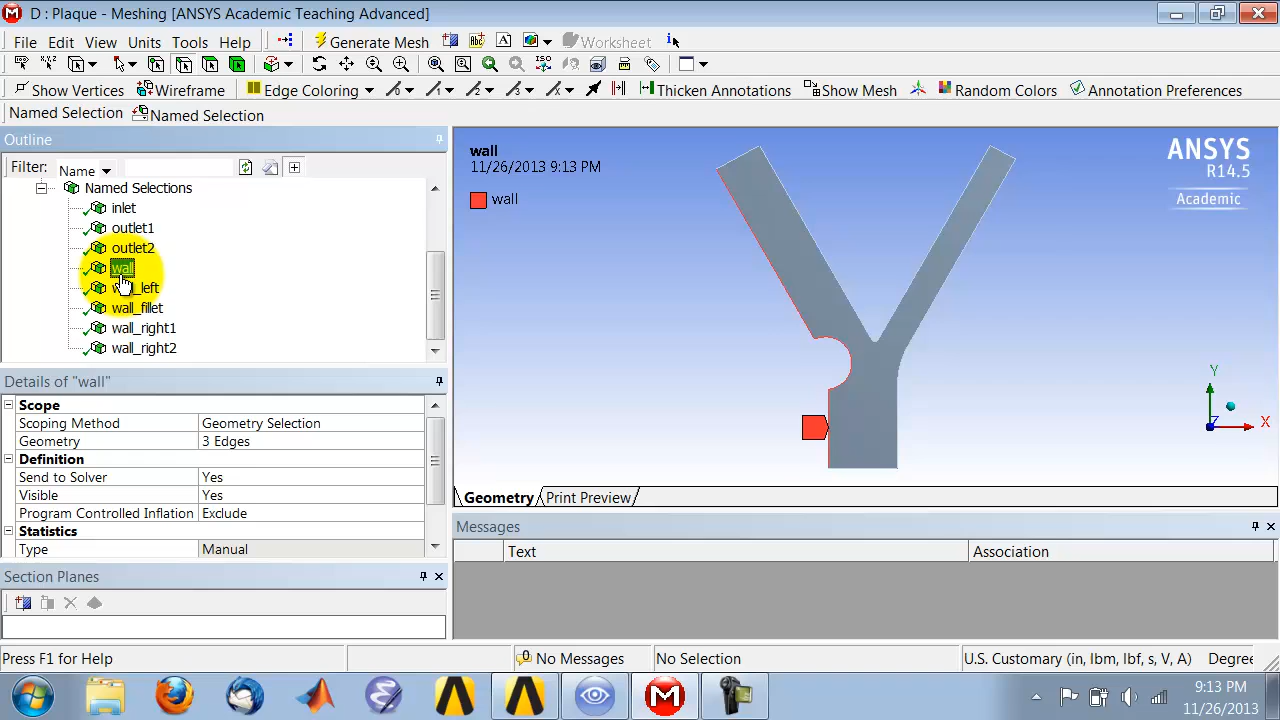 D : Plaque - Meshing [ANSYS Academic Teaching Advanced]
File Edit View Units Tools Help Generate Mesh Worksheet i
Show Vertices Wireframe Edge Coloring Thicken Annotations Show Mesh Random Colors Annotation Preferences
Named Selection Named Selection
Outline
Filter: Name
Named Selections
inlet
outlet1
outlet2
wall
wall_left
wall_fillet
wall_right1
wall_right2
Details of "wall"
Scope
Scoping Method Geometry Selection
Geometry 3 Edges
Definition
Send to Solver Yes
Visible Yes
Program Controlled Inflation Exclude
Statistics
Type Manual
Section Planes
wall
11/26/2013 9:13 PM
wall
ANSYS
R14.5
Academic
Y
X
Z
Geometry Print Preview
Messages
Text Association
Press F1 for Help 0 No Messages No Selection U.S. Customary (in, lbm, lbf, s, V, A) Degree
9:13 PM
11/26/2013